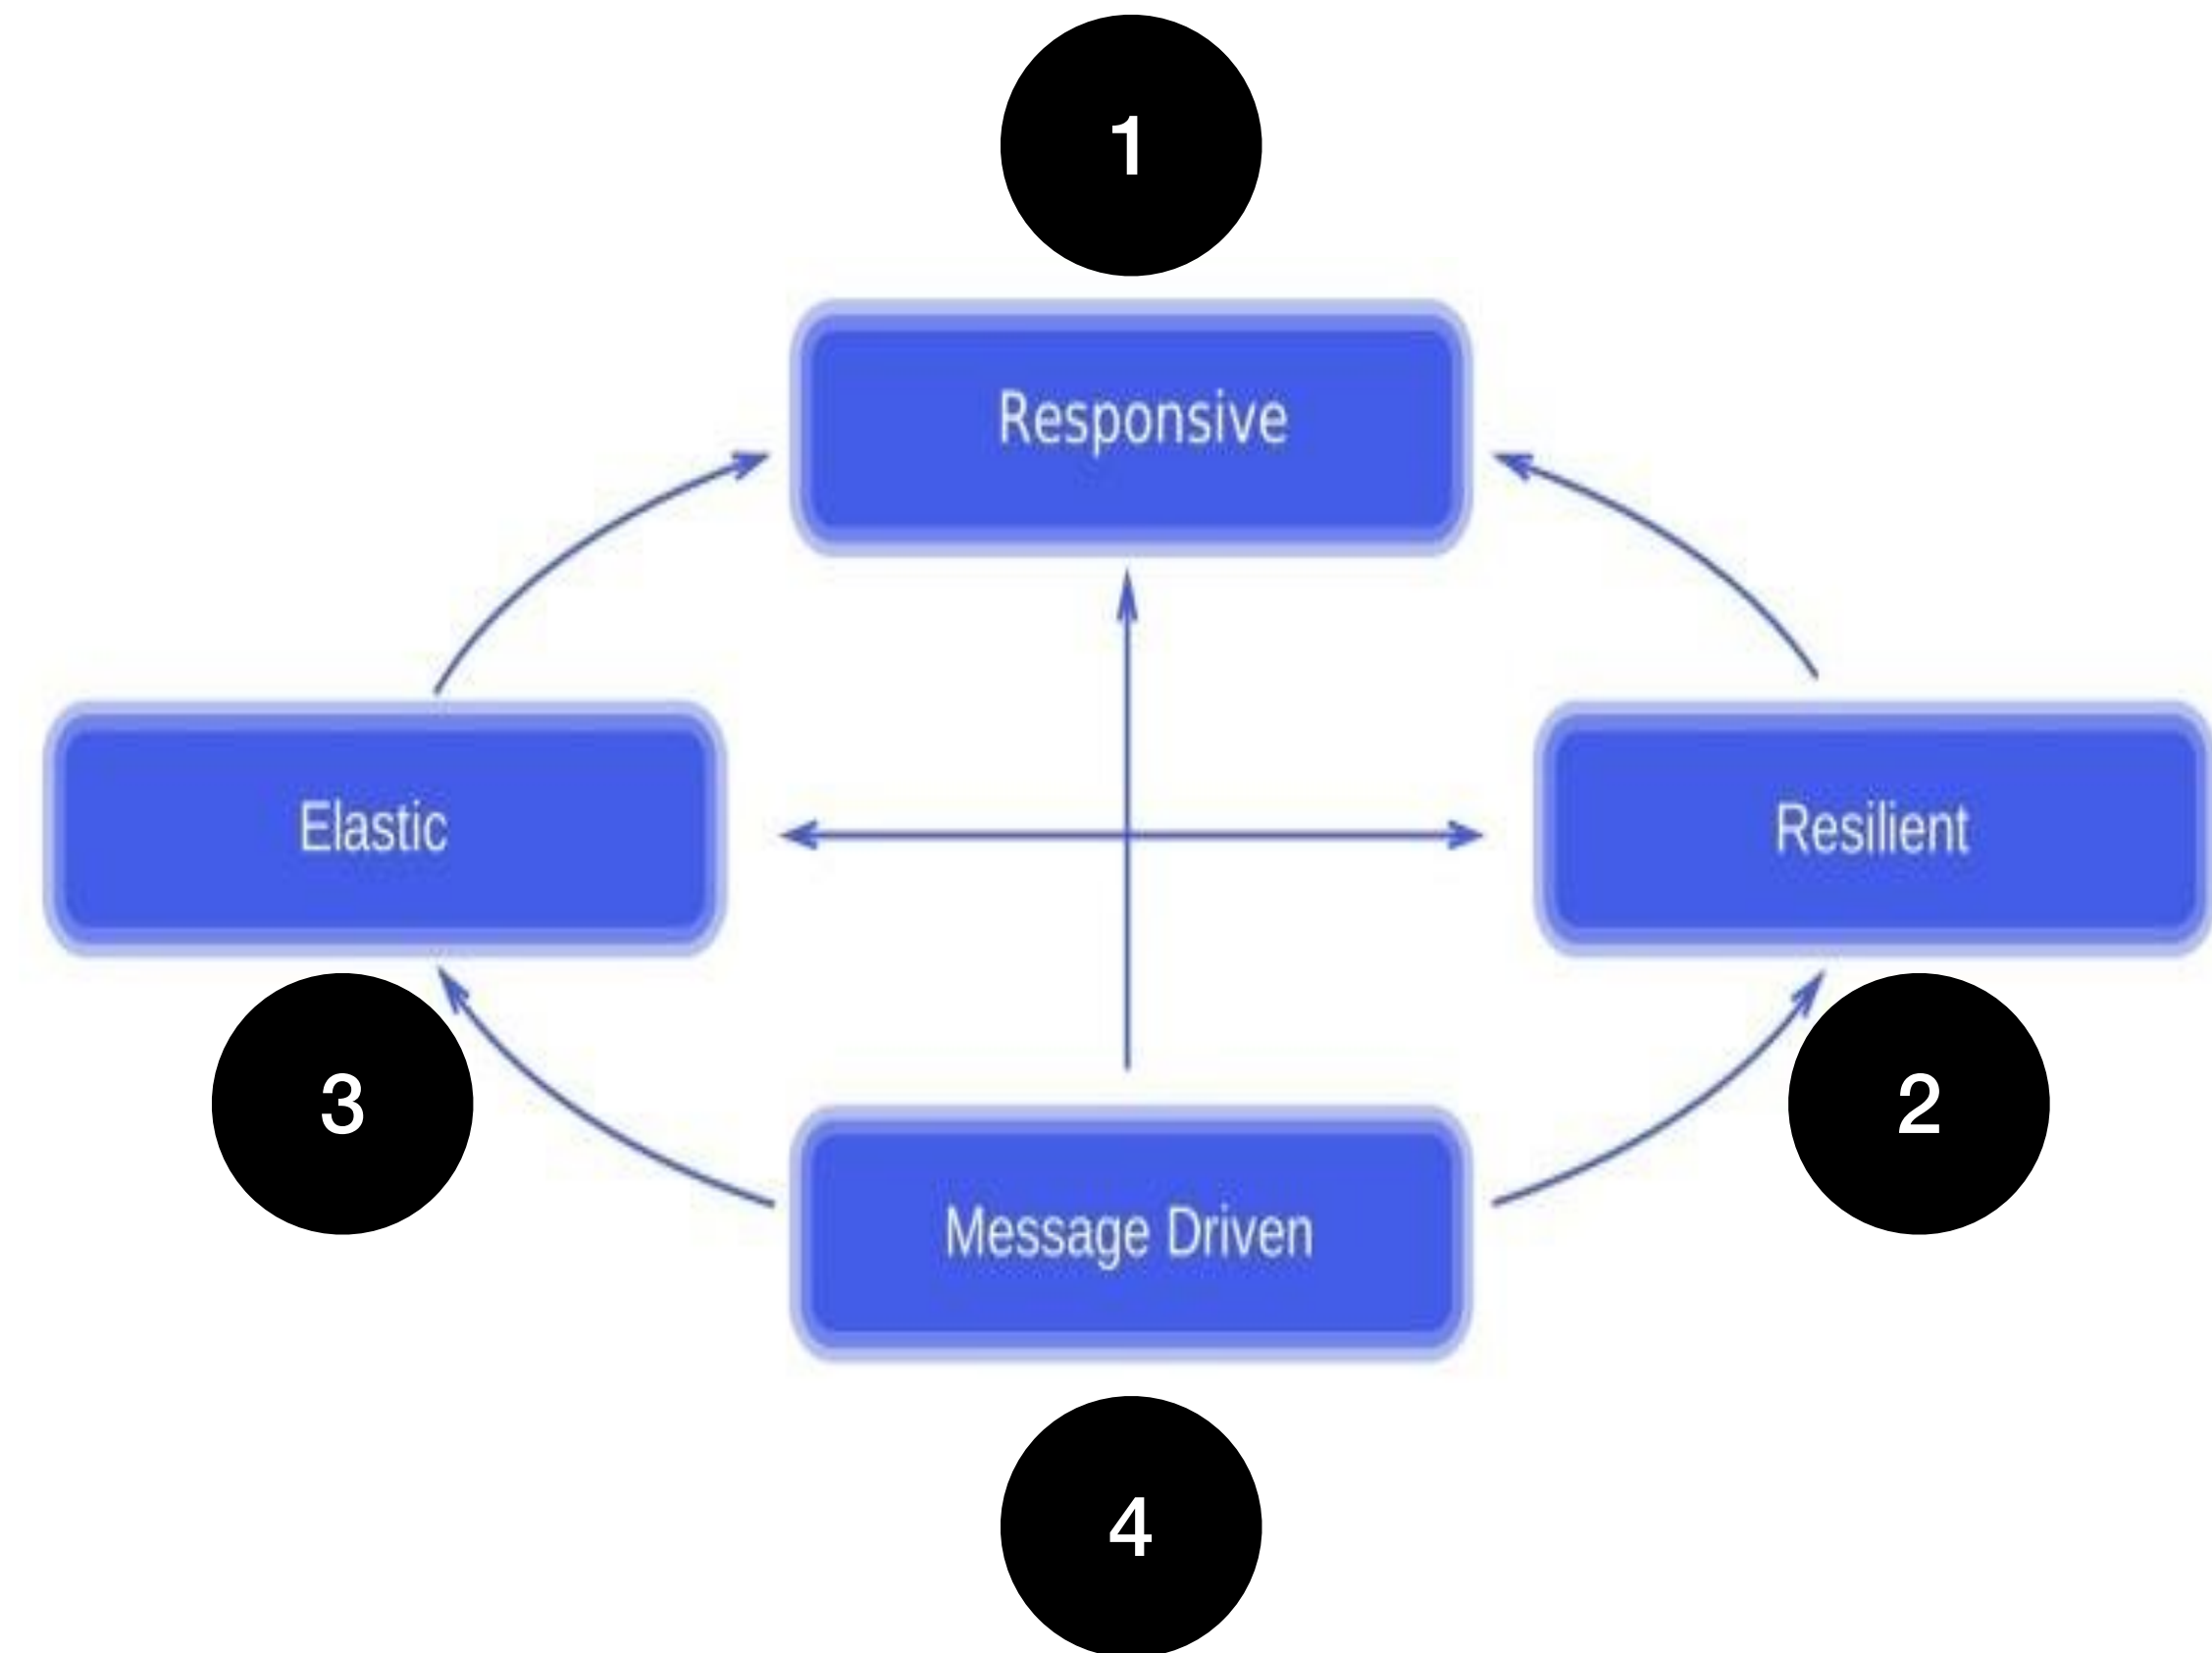 1
Responsive
Elastic
Resilient
3
2
Message Driven
4